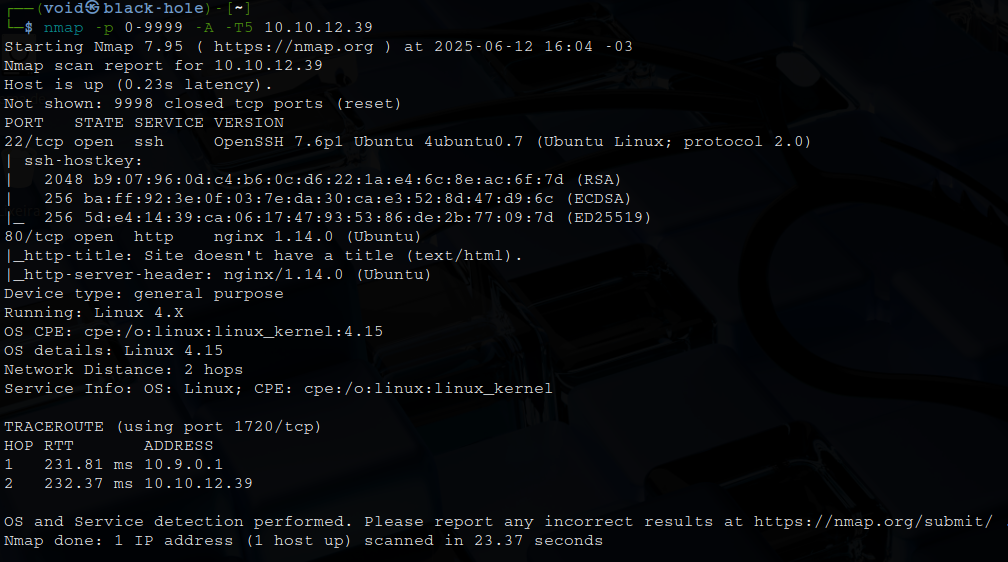 ┌──(void㉿black-hole)-[~]
└─$ nmap -p 0-9999 -A -T5 10.10.12.39
Starting Nmap 7.95 ( https://nmap.org ) at 2025-06-12 16:04 -03
Nmap scan report for 10.10.12.39
Host is up (0.23s latency).
Not shown: 9998 closed tcp ports (reset)
PORT   STATE SERVICE VERSION
22/tcp open  ssh     OpenSSH 7.6p1 Ubuntu 4ubuntu0.7 (Ubuntu Linux; protocol 2.0)
| ssh-hostkey:
|   2048 b9:07:96:0d:c4:b6:0c:d6:22:1a:e4:6c:8e:ac:6f:7d (RSA)
|   256 ba:ff:92:3e:0f:03:7e:da:30:ca:e3:52:8d:47:d9:6c (ECDSA)
|_  256 5d:e4:14:39:ca:06:17:47:93:53:86:de:2b:77:09:7d (ED25519)
80/tcp open  http    nginx 1.14.0 (Ubuntu)
|_http-title: Site doesn't have a title (text/html).
|_http-server-header: nginx/1.14.0 (Ubuntu)
Device type: general purpose
Running: Linux 4.X
OS CPE: cpe:/o:linux:linux_kernel:4.15
OS details: Linux 4.15
Network Distance: 2 hops
Service Info: OS: Linux; CPE: cpe:/o:linux:linux_kernel

TRACEROUTE (using port 1720/tcp)
HOP RTT       ADDRESS
1   231.81 ms 10.9.0.1
2   232.37 ms 10.10.12.39

OS and Service detection performed. Please report any incorrect results at https://nmap.org/submit/
Nmap done: 1 IP address (1 host up) scanned in 23.37 seconds